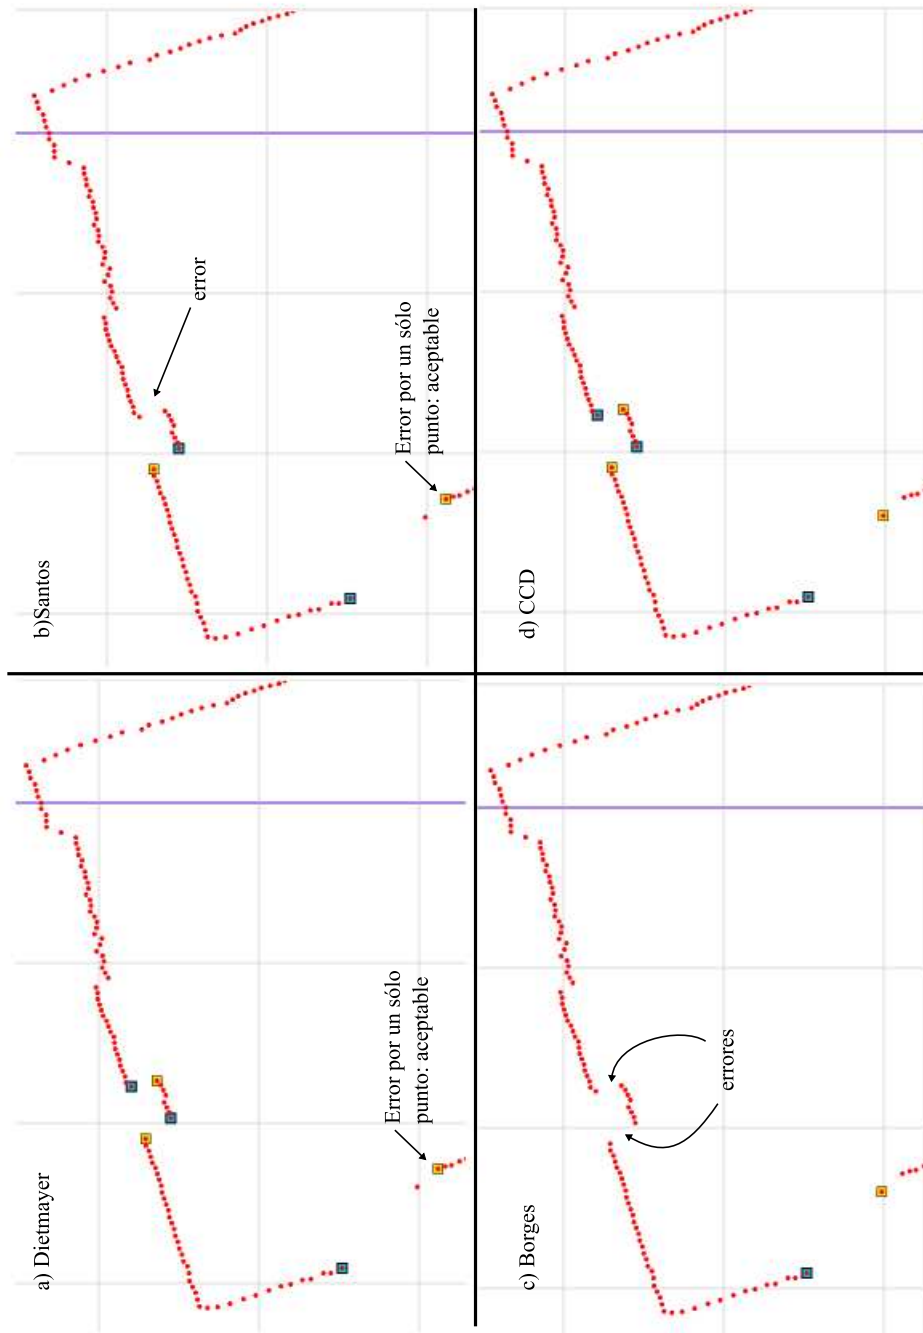 a) Dietmayer
Error por un sólo
punto: aceptable
b)Santos
error
Error por un sólo
punto: aceptable
c) Borges
errores
d) CCD